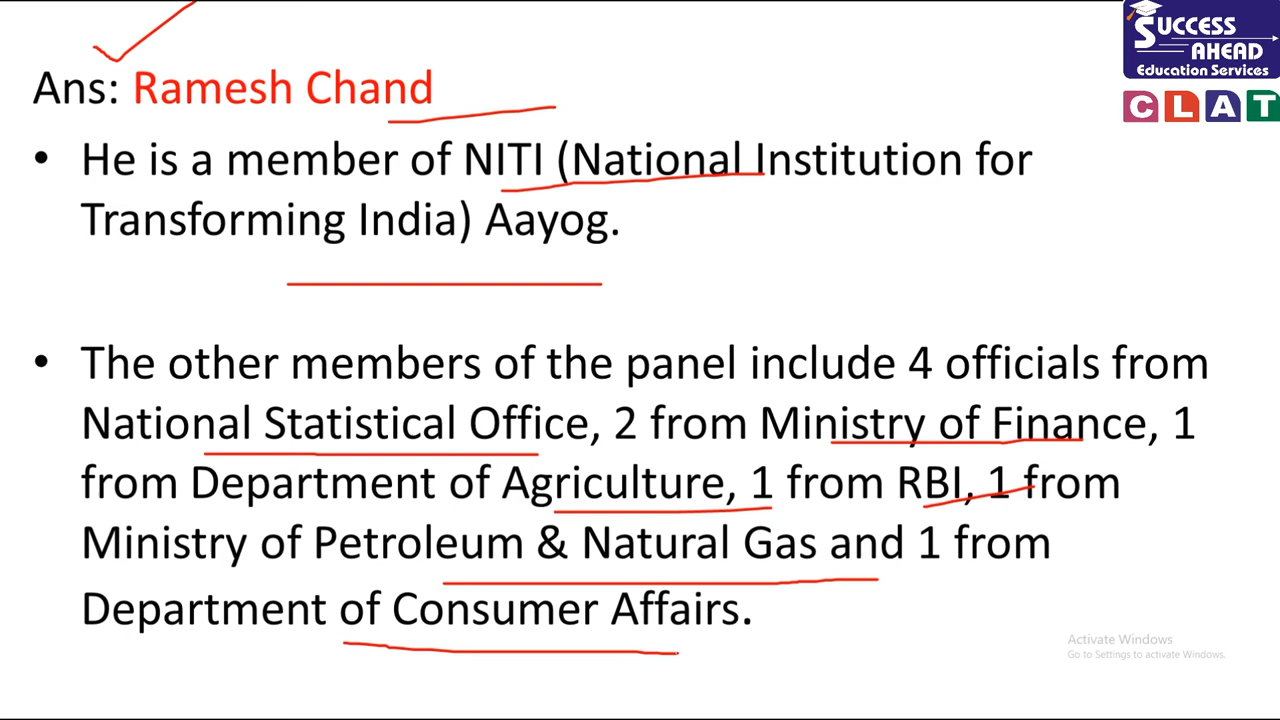 SUCCESS
AHEAD
Education Services
CLAT
Ans: Ramesh Chand
• He is a member of NITI (National Institution for
Transforming India) Aayog.
• The other members of the panel include 4 officials from
National Statistical Office, 2 from Ministry of Finance, 1
from Department of Agriculture, 1 from RBI, 1 from
Ministry of Petroleum & Natural Gas and 1 from
Department of Consumer Affairs.
Activate Windows
Go to Settings to activate Windows.